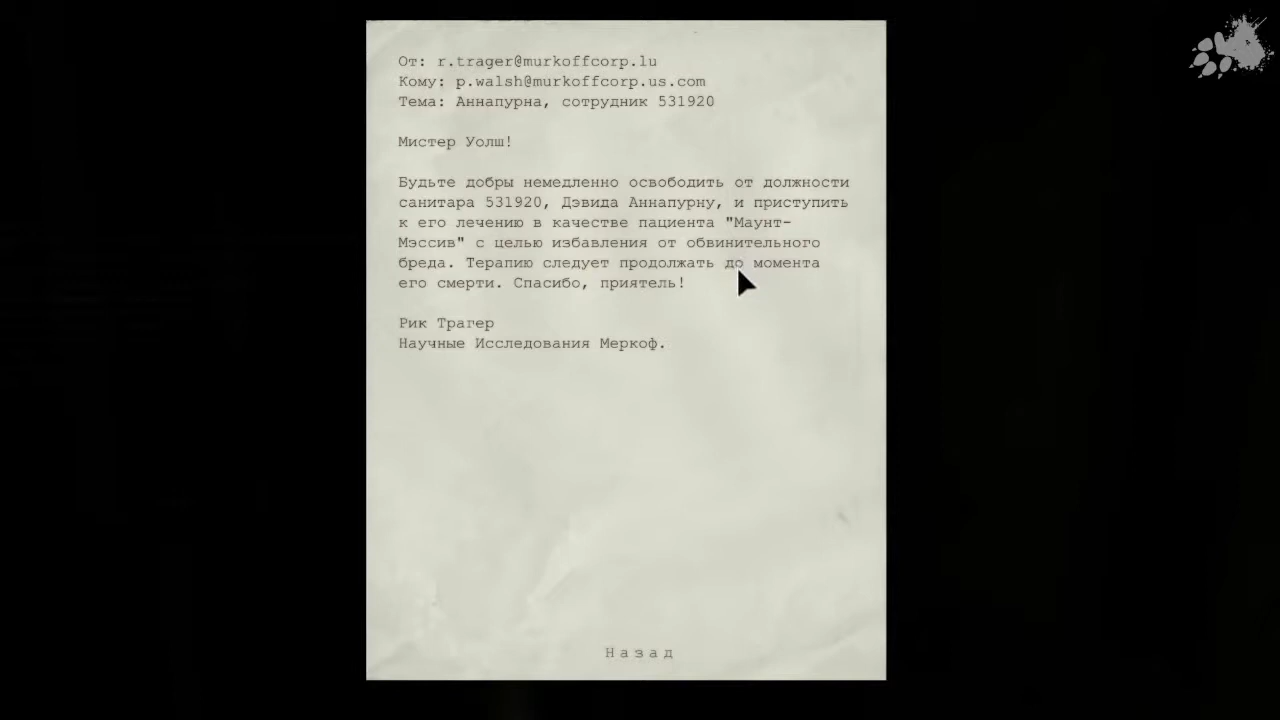 От: r.trager@murkoffcorp.lu
Кому: p.walsh@murkoffcorp.us.com
Тема: Аннапурна, сотрудник 531920
Мистер Уолш!
Будьте добры немедленно освободить от должности
санитара 531920, Дэвида Аннапурну, и приступить
к его лечению в качестве пациента "Маунт-
Мэссив" с целью избавления от обвинительного
бреда. Терапию следует продолжать до момента
его смерти. Спасибо, приятель!
Рик Трагер
Научные Исследования Меркоф.
Назад